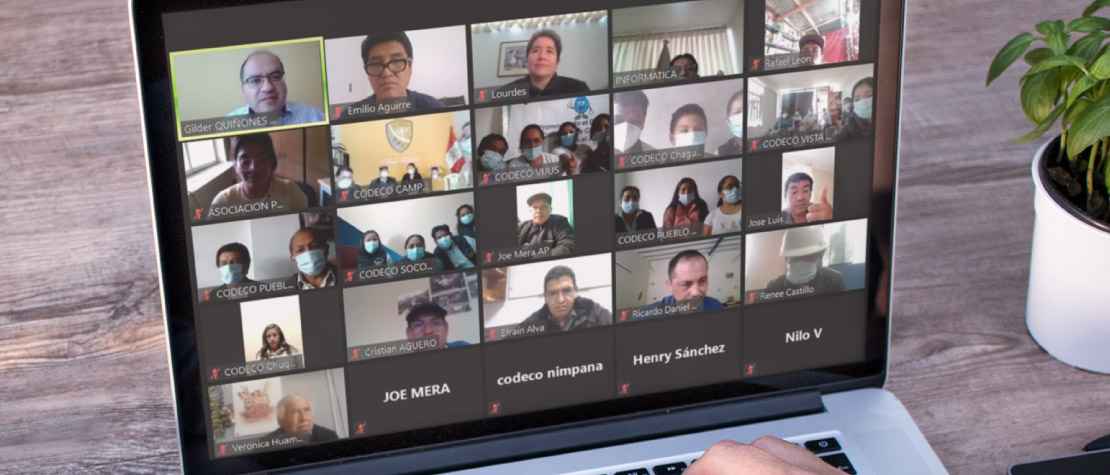 Gilder QUIÑONES ...
Emilio Aguirre
Lourdes
INFORMATICA
Rafael Leon
ASOCIACION P...
CODECO CAMP...
CODECO VIJUS
CODECO Chagu...
CODECO VISTA
CODECO PUEBL...
CODECO SOCO...
Joe Mera AP
CODECO PUEBLO ...
Jose Luis
CODECO Chug...
Cristian AGUERO
Efraín Alva
Ricardo Daniel ...
Renee Castillo
Veronica Huam...
JOE MERA
codeco nimpana
Henry Sánchez
Nilo V